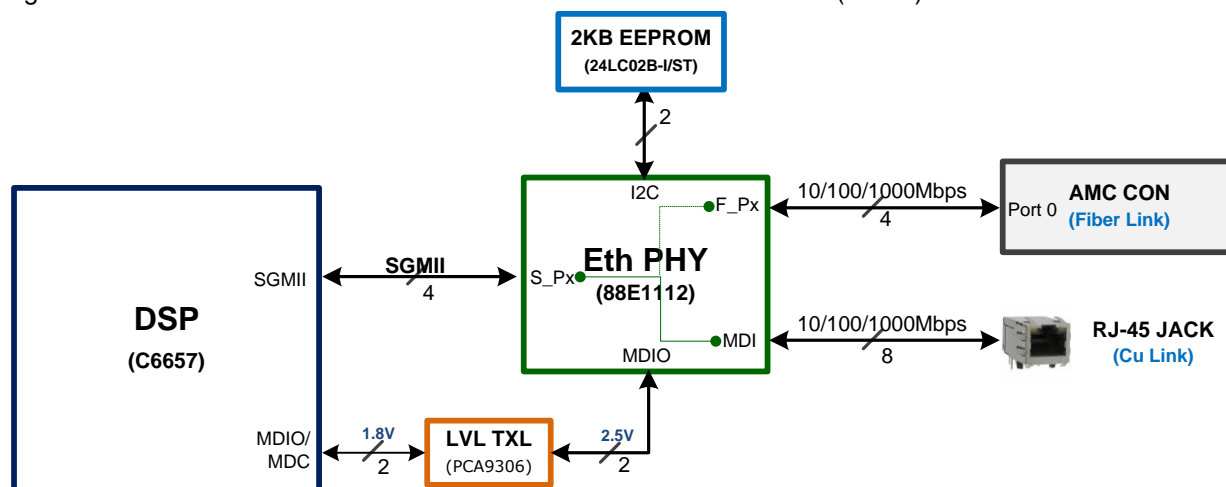 2KB EEPROM
(24LC02B-I/ST)
2
I2C
10/100/1000Mbps
F_Px
4
Port 0
AMC CON
(Fiber Link)
SGMII
SGMII
4
S_Px
Eth PHY
(88E1112)
DSP
(C6657)
MDI
MDIO
10/100/1000Mbps
8
RJ-45 JACK
(Cu Link)
MDIO/
MDC
1.8V
2
LVL TXL
(PCA9306)
2.5V
2